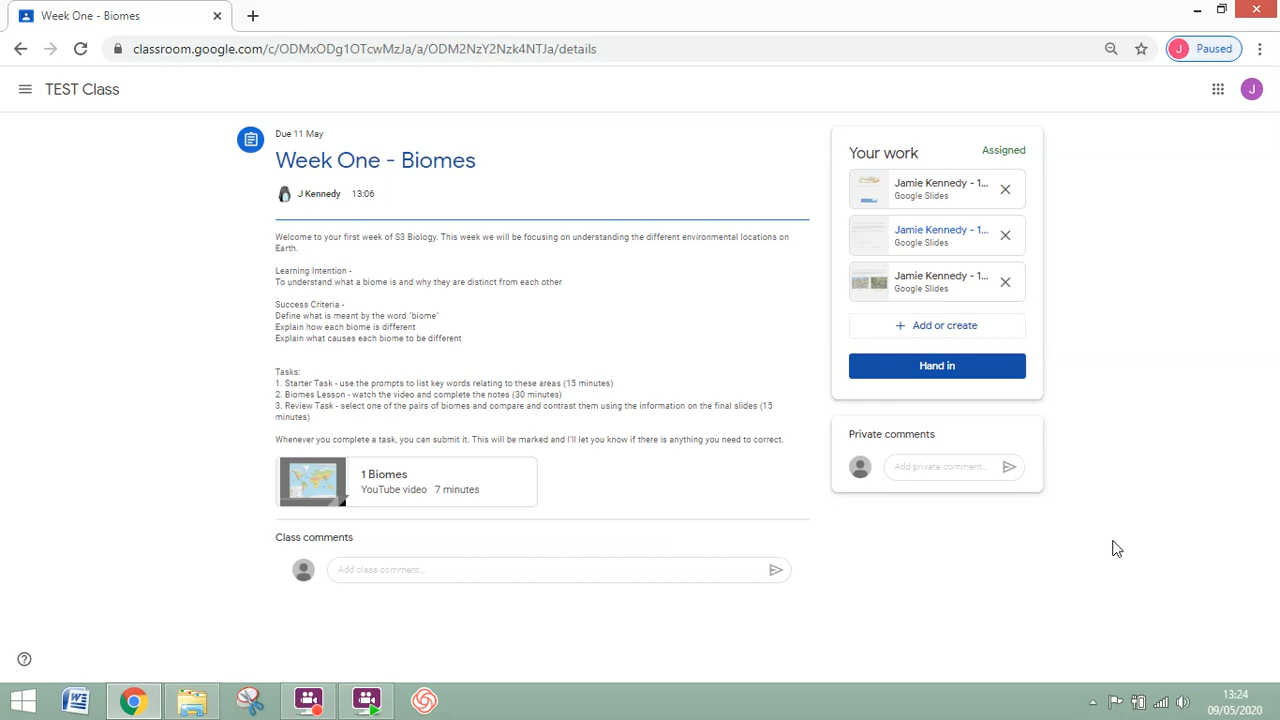 Week One - Biomes
classroom.google.com/c/ODMxODg1OTcwMzJa/a/ODM2NzY2Nzk4NTJa/details
J
Paused
TEST Class
J
Due 11 May
Week One - Biomes
J Kennedy 13:06
Welcome to your first week of S3 Biology. This week we will be focusing on understanding the different environmental locations on
Earth.
Learning Intention -
To understand what a biome is and why they are distinct from each other
Success Criteria -
Define what is meant by the word "biome"
Explain how each biome is different
Explain what causes each biome to be different
Tasks:
1. Starter Task - use the prompts to list key words relating to these areas (15 minutes)
2. Biomes Lesson - watch the video and complete the notes (30 minutes)
3. Review Task - select one of the pairs of biomes and compare and contrast them using the information on the final slides (15
minutes)
Whenever you complete a task, you can submit it. This will be marked and I'll let you know if there is anything you need to correct.
1 Biomes
YouTube video 7 minutes
Class comments
Add class comment...
Your work
Assigned
Jamie Kennedy - 1...
Google Slides
Jamie Kennedy - 1...
Google Slides
Jamie Kennedy - 1...
Google Slides
+ Add or create
Hand in
Private comments
Add private comment...
13:24
09/05/2020